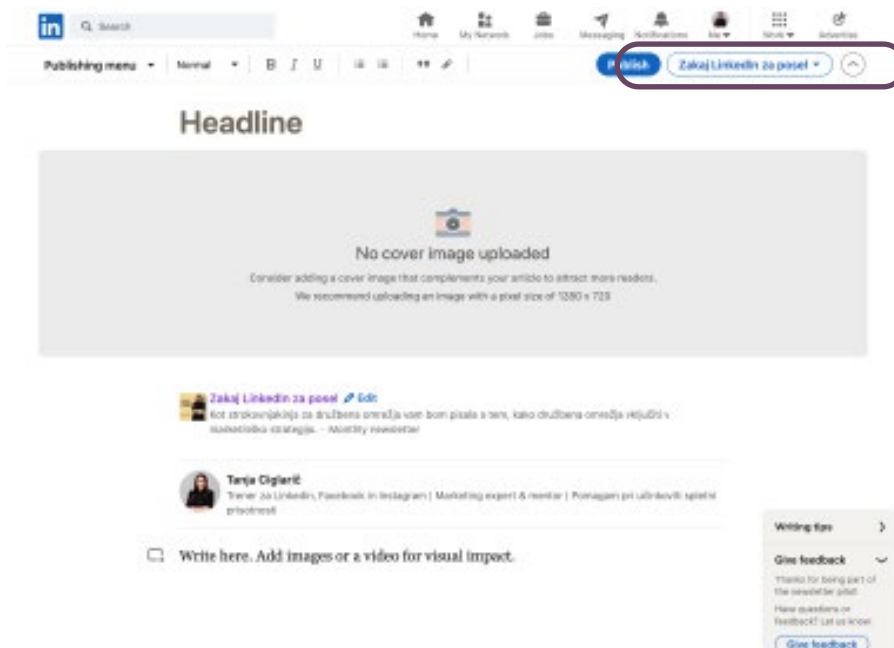 in
Search
Home My Network Jobs Messaging Notifications Me Work Advertise
Publishing menu Normal B I U
Publish Zakaj LinkedIn za posel
Headline
No cover image uploaded
Consider adding a cover image that complements your article to attract more readers.
We recommend uploading an image with a pixel size of 1280 x 720
Zakaj LinkedIn za posel Edit
Kot strokovnjakinja za družbena omrežja vam bom pisala o tem, kako družbena omrežja vključiti v
marketinško strategijo. - Monthly newsletter
Tanja Ciglarič
Trener za LinkedIn, Facebook in Instagram | Marketing expert & mentor | Pomagam pri učinkoviti spletni
prisotnosti
Write here. Add images or a video for visual impact.
Writing tips
Give feedback
Thanks for being part of
the newsletter pilot
Have questions or
feedback? Let us know
Give feedback